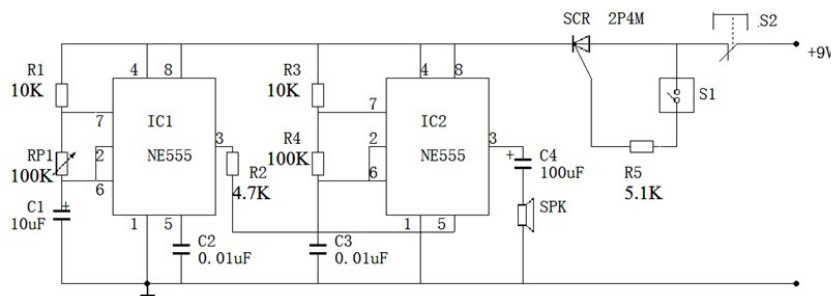 SCR 2P4M
S2
+9V
4 8
R1
10K
7
IC1
2
NE555
3
RP1
100K
6
R2
4.7K
C1
+
10uF
1 5
C2
0.01uF
R3
10K
4 8
7
IC2
2
NE555
3
R4
100K
6
1 5
C3
0.01uF
+
C4
100uF
SPK
S1
R5
5.1K